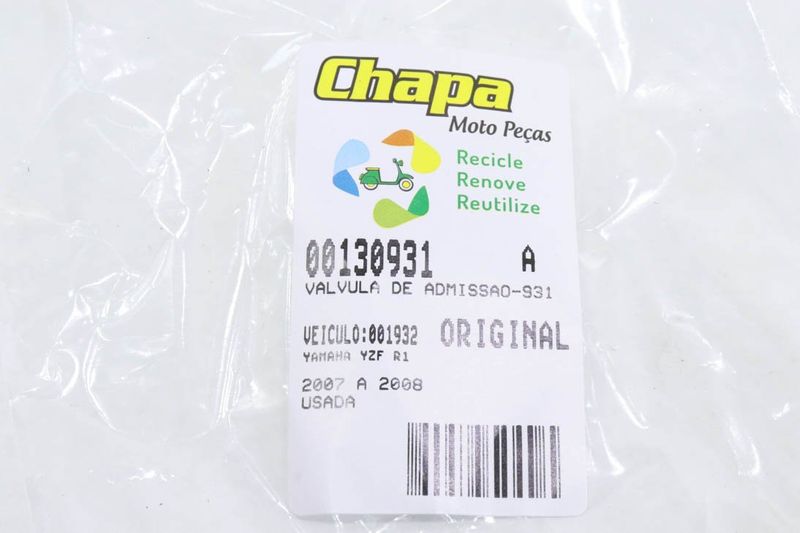 Chapa
Moto Peças
Recicle
Renove
Reutilize
00130931 A
VALVULA DE ADMISSAO-931
VEICULO:001932 ORIGINAL
YAMAHA YZF R1
2007 A 2008
USADA